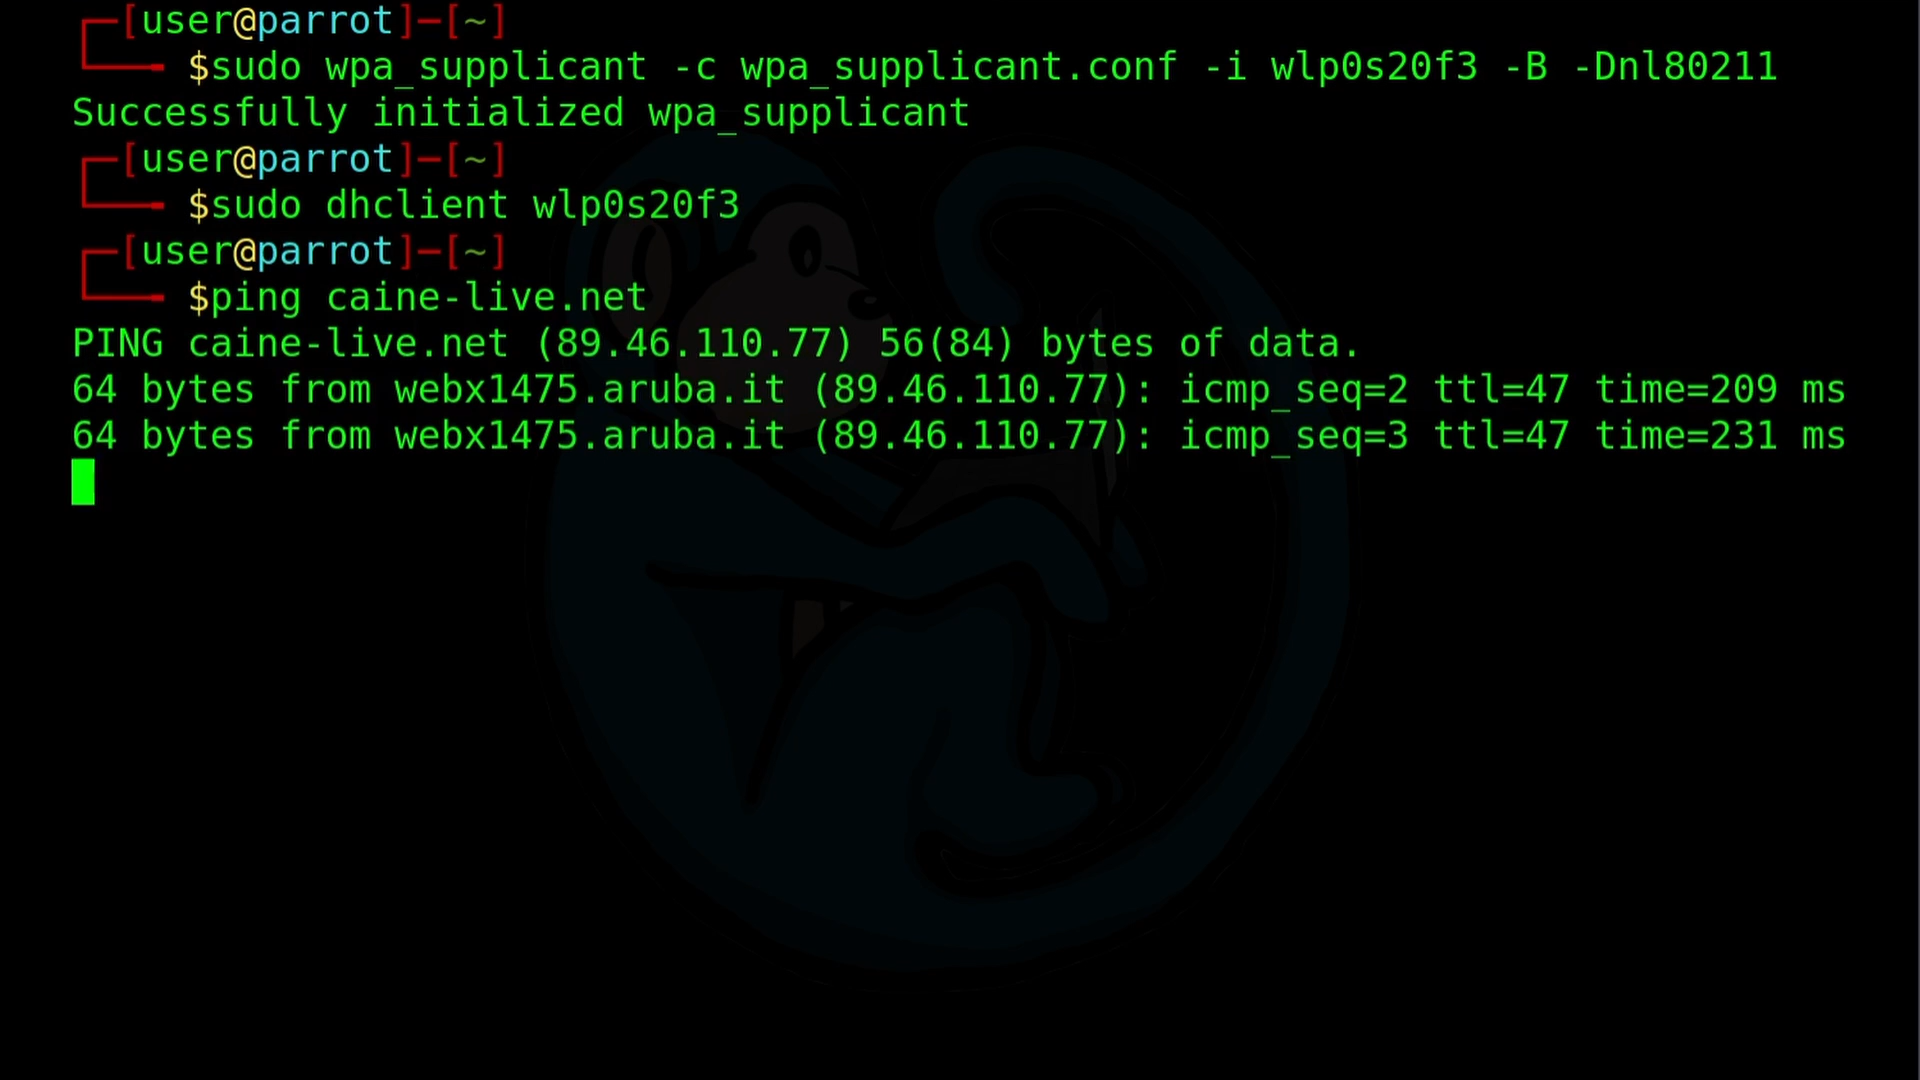 ┌─[user@parrot]─[~]
└──╼ $sudo wpa_supplicant -c wpa_supplicant.conf -i wlp0s20f3 -B -Dnl80211
Successfully initialized wpa_supplicant
┌─[user@parrot]─[~]
└──╼ $sudo dhclient wlp0s20f3
┌─[user@parrot]─[~]
└──╼ $ping caine-live.net
PING caine-live.net (89.46.110.77) 56(84) bytes of data.
64 bytes from webx1475.aruba.it (89.46.110.77): icmp_seq=2 ttl=47 time=209 ms
64 bytes from webx1475.aruba.it (89.46.110.77): icmp_seq=3 ttl=47 time=231 ms